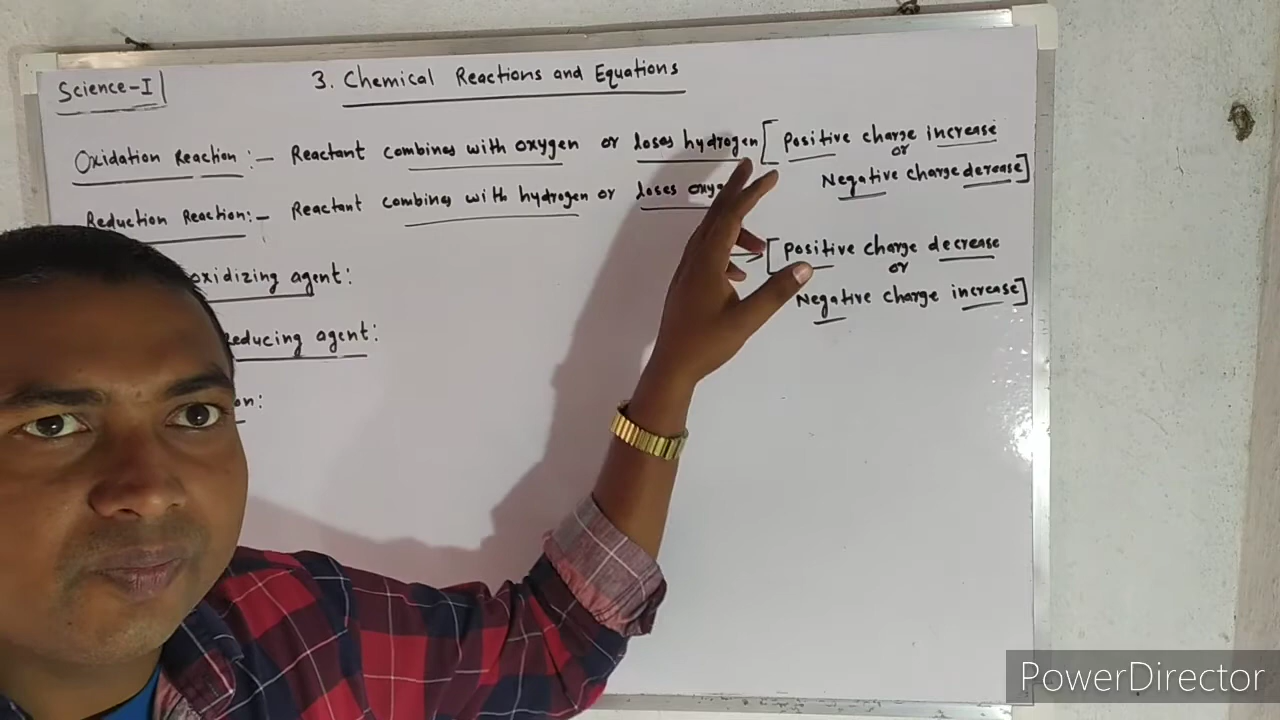 Science-I
3. Chemical Reactions and Equations
Oxidation Reaction:- Reactant combines with oxygen or loses hydrogen [Positive charge increase
or
Negative charge derease]
Reduction Reaction:- Reactant combines with hydrogen or loses
[Positive charge decrease
or
Negative charge increase]
oxidizing agent:
agent:
PowerDirector